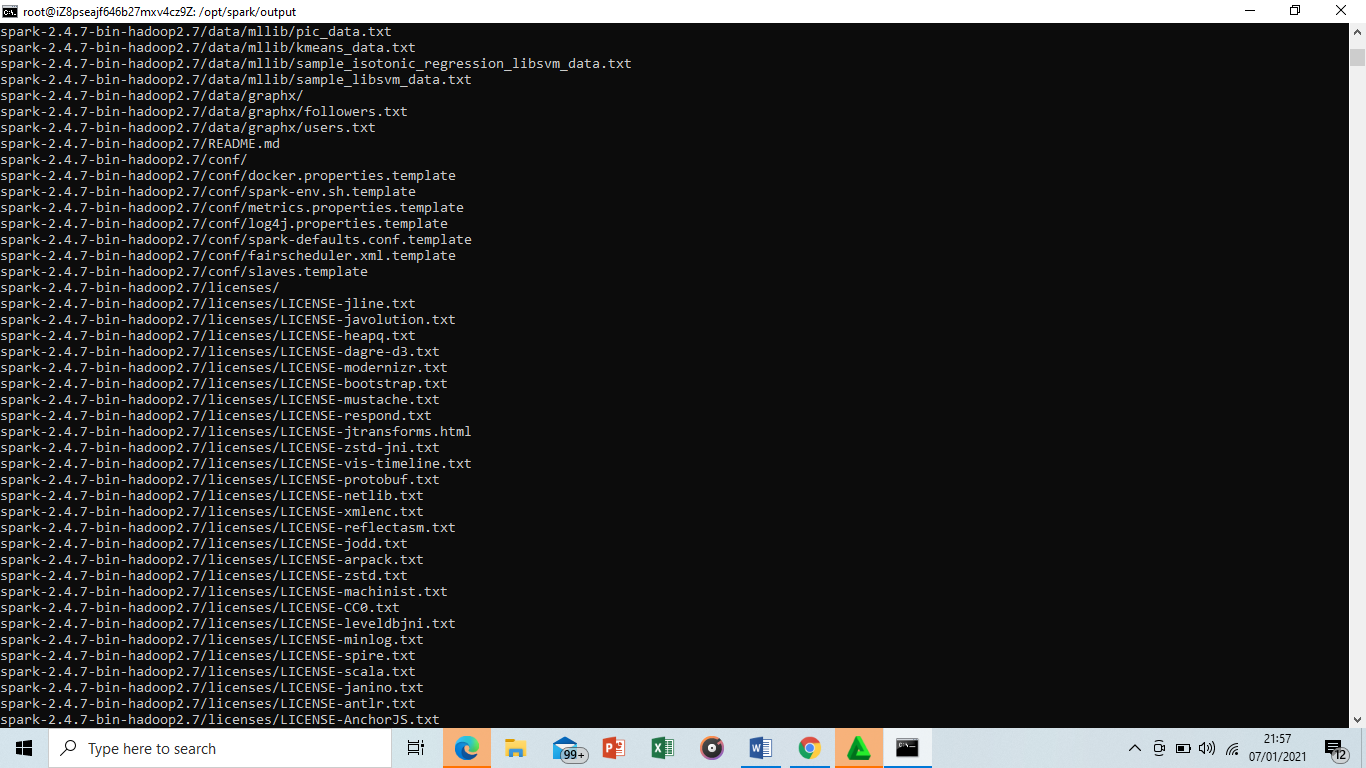 root@iZ8pseajf646b27mxv4cz9Z: /opt/spark/output
spark-2.4.7-bin-hadoop2.7/data/mllib/pic_data.txt
spark-2.4.7-bin-hadoop2.7/data/mllib/kmeans_data.txt
spark-2.4.7-bin-hadoop2.7/data/mllib/sample_isotonic_regression_libsvm_data.txt
spark-2.4.7-bin-hadoop2.7/data/mllib/sample_libsvm_data.txt
spark-2.4.7-bin-hadoop2.7/data/graphx/
spark-2.4.7-bin-hadoop2.7/data/graphx/followers.txt
spark-2.4.7-bin-hadoop2.7/data/graphx/users.txt
spark-2.4.7-bin-hadoop2.7/README.md
spark-2.4.7-bin-hadoop2.7/conf/
spark-2.4.7-bin-hadoop2.7/conf/docker.properties.template
spark-2.4.7-bin-hadoop2.7/conf/spark-env.sh.template
spark-2.4.7-bin-hadoop2.7/conf/metrics.properties.template
spark-2.4.7-bin-hadoop2.7/conf/log4j.properties.template
spark-2.4.7-bin-hadoop2.7/conf/spark-defaults.conf.template
spark-2.4.7-bin-hadoop2.7/conf/fairscheduler.xml.template
spark-2.4.7-bin-hadoop2.7/conf/slaves.template
spark-2.4.7-bin-hadoop2.7/licenses/
spark-2.4.7-bin-hadoop2.7/licenses/LICENSE-jline.txt
spark-2.4.7-bin-hadoop2.7/licenses/LICENSE-javolution.txt
spark-2.4.7-bin-hadoop2.7/licenses/LICENSE-heapq.txt
spark-2.4.7-bin-hadoop2.7/licenses/LICENSE-dagre-d3.txt
spark-2.4.7-bin-hadoop2.7/licenses/LICENSE-modernizr.txt
spark-2.4.7-bin-hadoop2.7/licenses/LICENSE-bootstrap.txt
spark-2.4.7-bin-hadoop2.7/licenses/LICENSE-mustache.txt
spark-2.4.7-bin-hadoop2.7/licenses/LICENSE-respond.txt
spark-2.4.7-bin-hadoop2.7/licenses/LICENSE-jtransforms.html
spark-2.4.7-bin-hadoop2.7/licenses/LICENSE-zstd-jni.txt
spark-2.4.7-bin-hadoop2.7/licenses/LICENSE-vis-timeline.txt
spark-2.4.7-bin-hadoop2.7/licenses/LICENSE-protobuf.txt
spark-2.4.7-bin-hadoop2.7/licenses/LICENSE-netlib.txt
spark-2.4.7-bin-hadoop2.7/licenses/LICENSE-xmlenc.txt
spark-2.4.7-bin-hadoop2.7/licenses/LICENSE-reflectasm.txt
spark-2.4.7-bin-hadoop2.7/licenses/LICENSE-jodd.txt
spark-2.4.7-bin-hadoop2.7/licenses/LICENSE-arpack.txt
spark-2.4.7-bin-hadoop2.7/licenses/LICENSE-zstd.txt
spark-2.4.7-bin-hadoop2.7/licenses/LICENSE-machinist.txt
spark-2.4.7-bin-hadoop2.7/licenses/LICENSE-CC0.txt
spark-2.4.7-bin-hadoop2.7/licenses/LICENSE-leveldbjni.txt
spark-2.4.7-bin-hadoop2.7/licenses/LICENSE-minlog.txt
spark-2.4.7-bin-hadoop2.7/licenses/LICENSE-spire.txt
spark-2.4.7-bin-hadoop2.7/licenses/LICENSE-scala.txt
spark-2.4.7-bin-hadoop2.7/licenses/LICENSE-janino.txt
spark-2.4.7-bin-hadoop2.7/licenses/LICENSE-antlr.txt
spark-2.4.7-bin-hadoop2.7/licenses/LICENSE-AnchorJS.txt
Type here to search
99+
21:57
07/01/2021
12